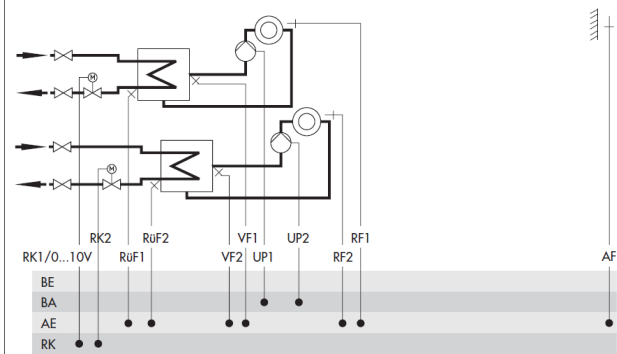 M
M
RK2 RüF2 VF1 UP2 RF1
RK1/0...10V RüF1 VF2 UP1 RF2 AF
BE
BA
AE
RK